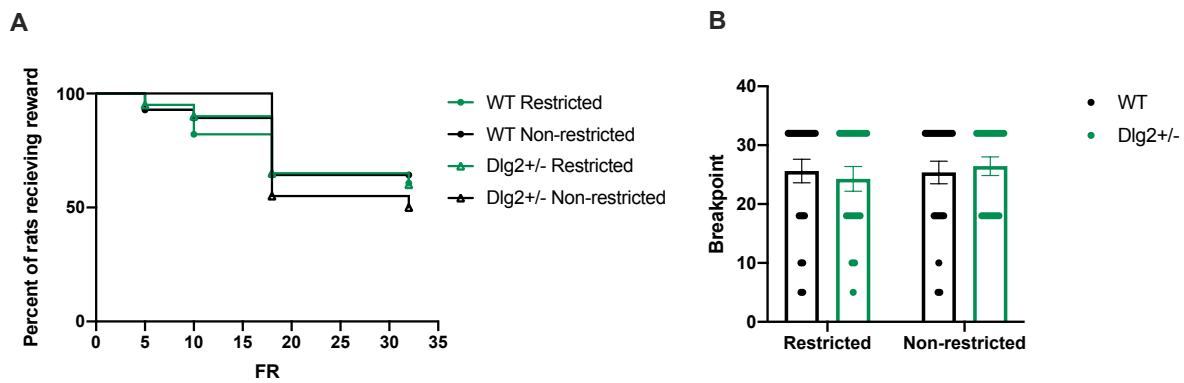 A
Percent of rats recieving reward
100
50
0
0 5 10 15 20 25 30 35
FR
WT Restricted
WT Non-restricted
Dlg2+/- Restricted
Dlg2+/- Non-restricted
B
Breakpoint
40
30
20
10
0
Restricted Non-restricted
WT
Dlg2+/-